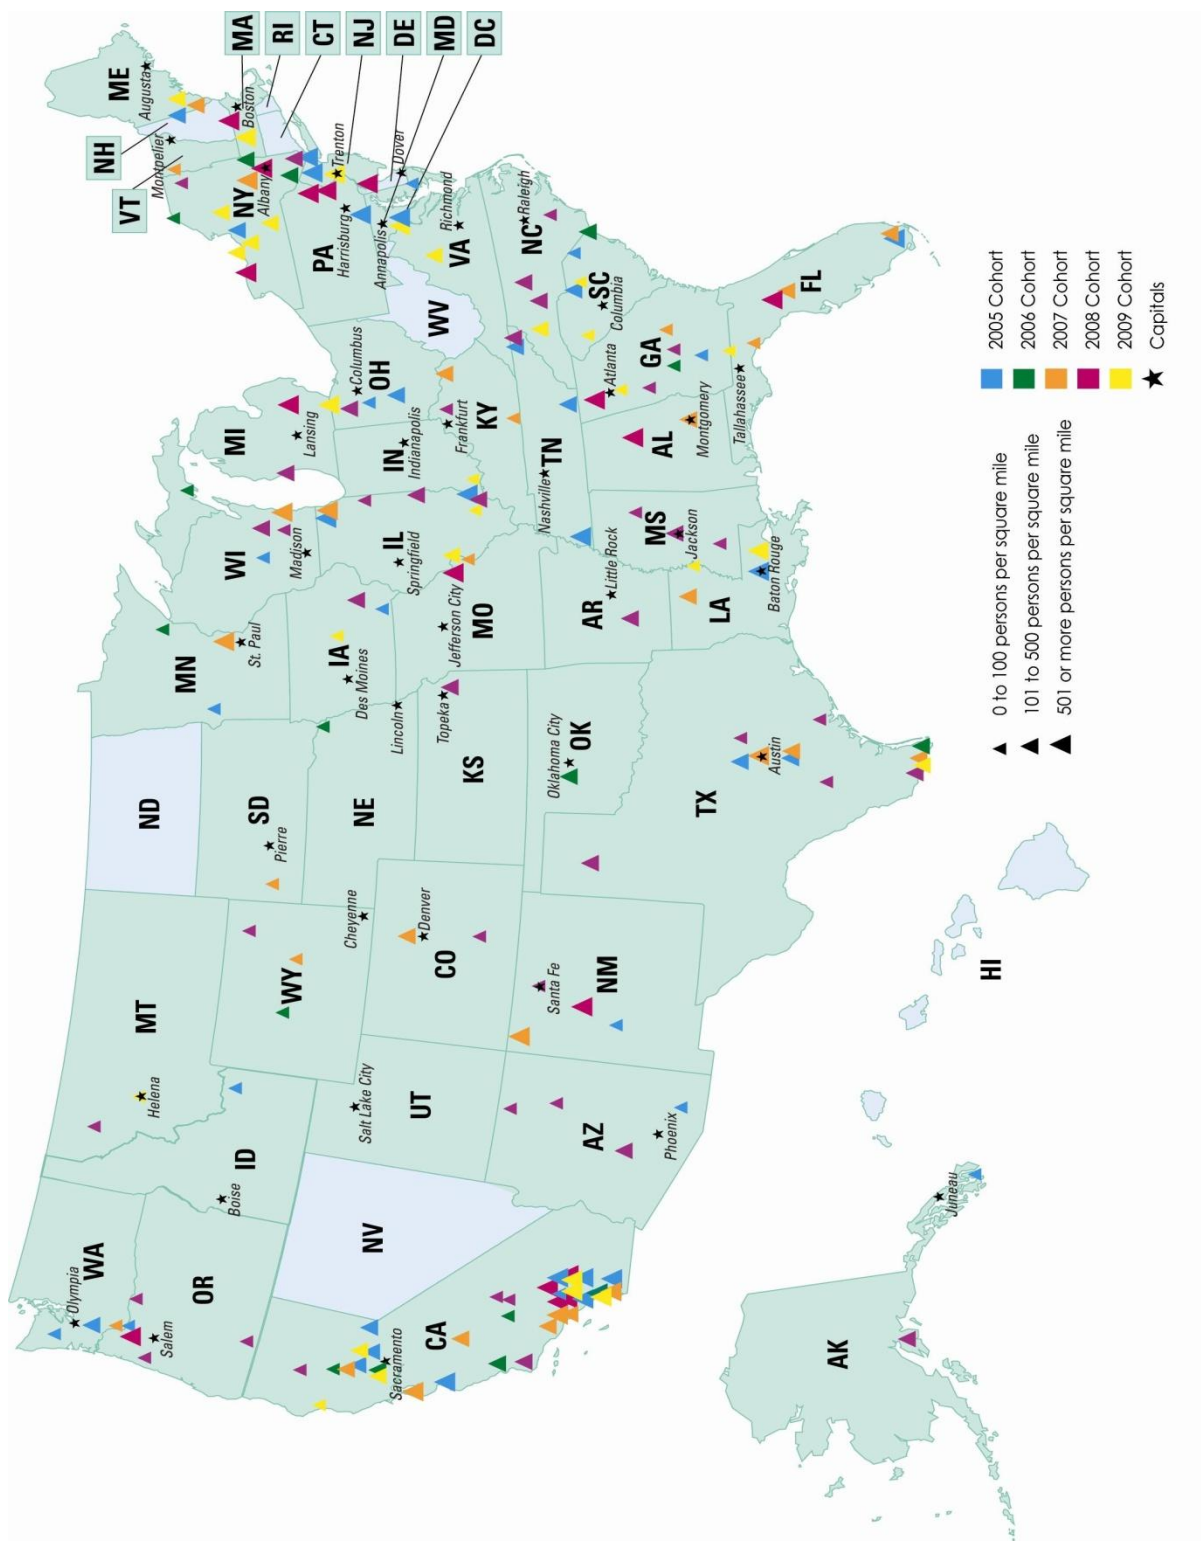 WA
Olympia
OR
Salem
CA
Sacramento
NV
ID
Boise
MT
Helena
WY
Cheyenne
UT
Salt Lake City
AZ
Phoenix
CO
Denver
NM
Santa Fe
ND
SD
Pierre
NE
Lincoln
KS
Topeka
OK
Oklahoma City
TX
Austin
MN
St. Paul
IA
Des Moines
MO
Jefferson City
AR
Little Rock
LA
Baton Rouge
WI
Madison
IL
Springfield
MS
Jackson
MI
Lansing
IN
Indianapolis
KY
Frankfurt
TN
Nashville
AL
Montgomery
OH
Columbus
WV
GA
Atlanta
FL
Tallahassee
SC
Columbia
NC
Raleigh
VA
Richmond
PA
Harrisburg
Annapolis
NY
Albany
VT
Montpelier
NH
ME
Augusta
MA
Boston
RI
CT
NJ
Trenton
DE
Dover
MD
DC
AK
Juneau
HI
0 to 100 persons per square mile
101 to 500 persons per square mile
501 or more persons per square mile
2005 Cohort
2006 Cohort
2007 Cohort
2008 Cohort
2009 Cohort
Capitals